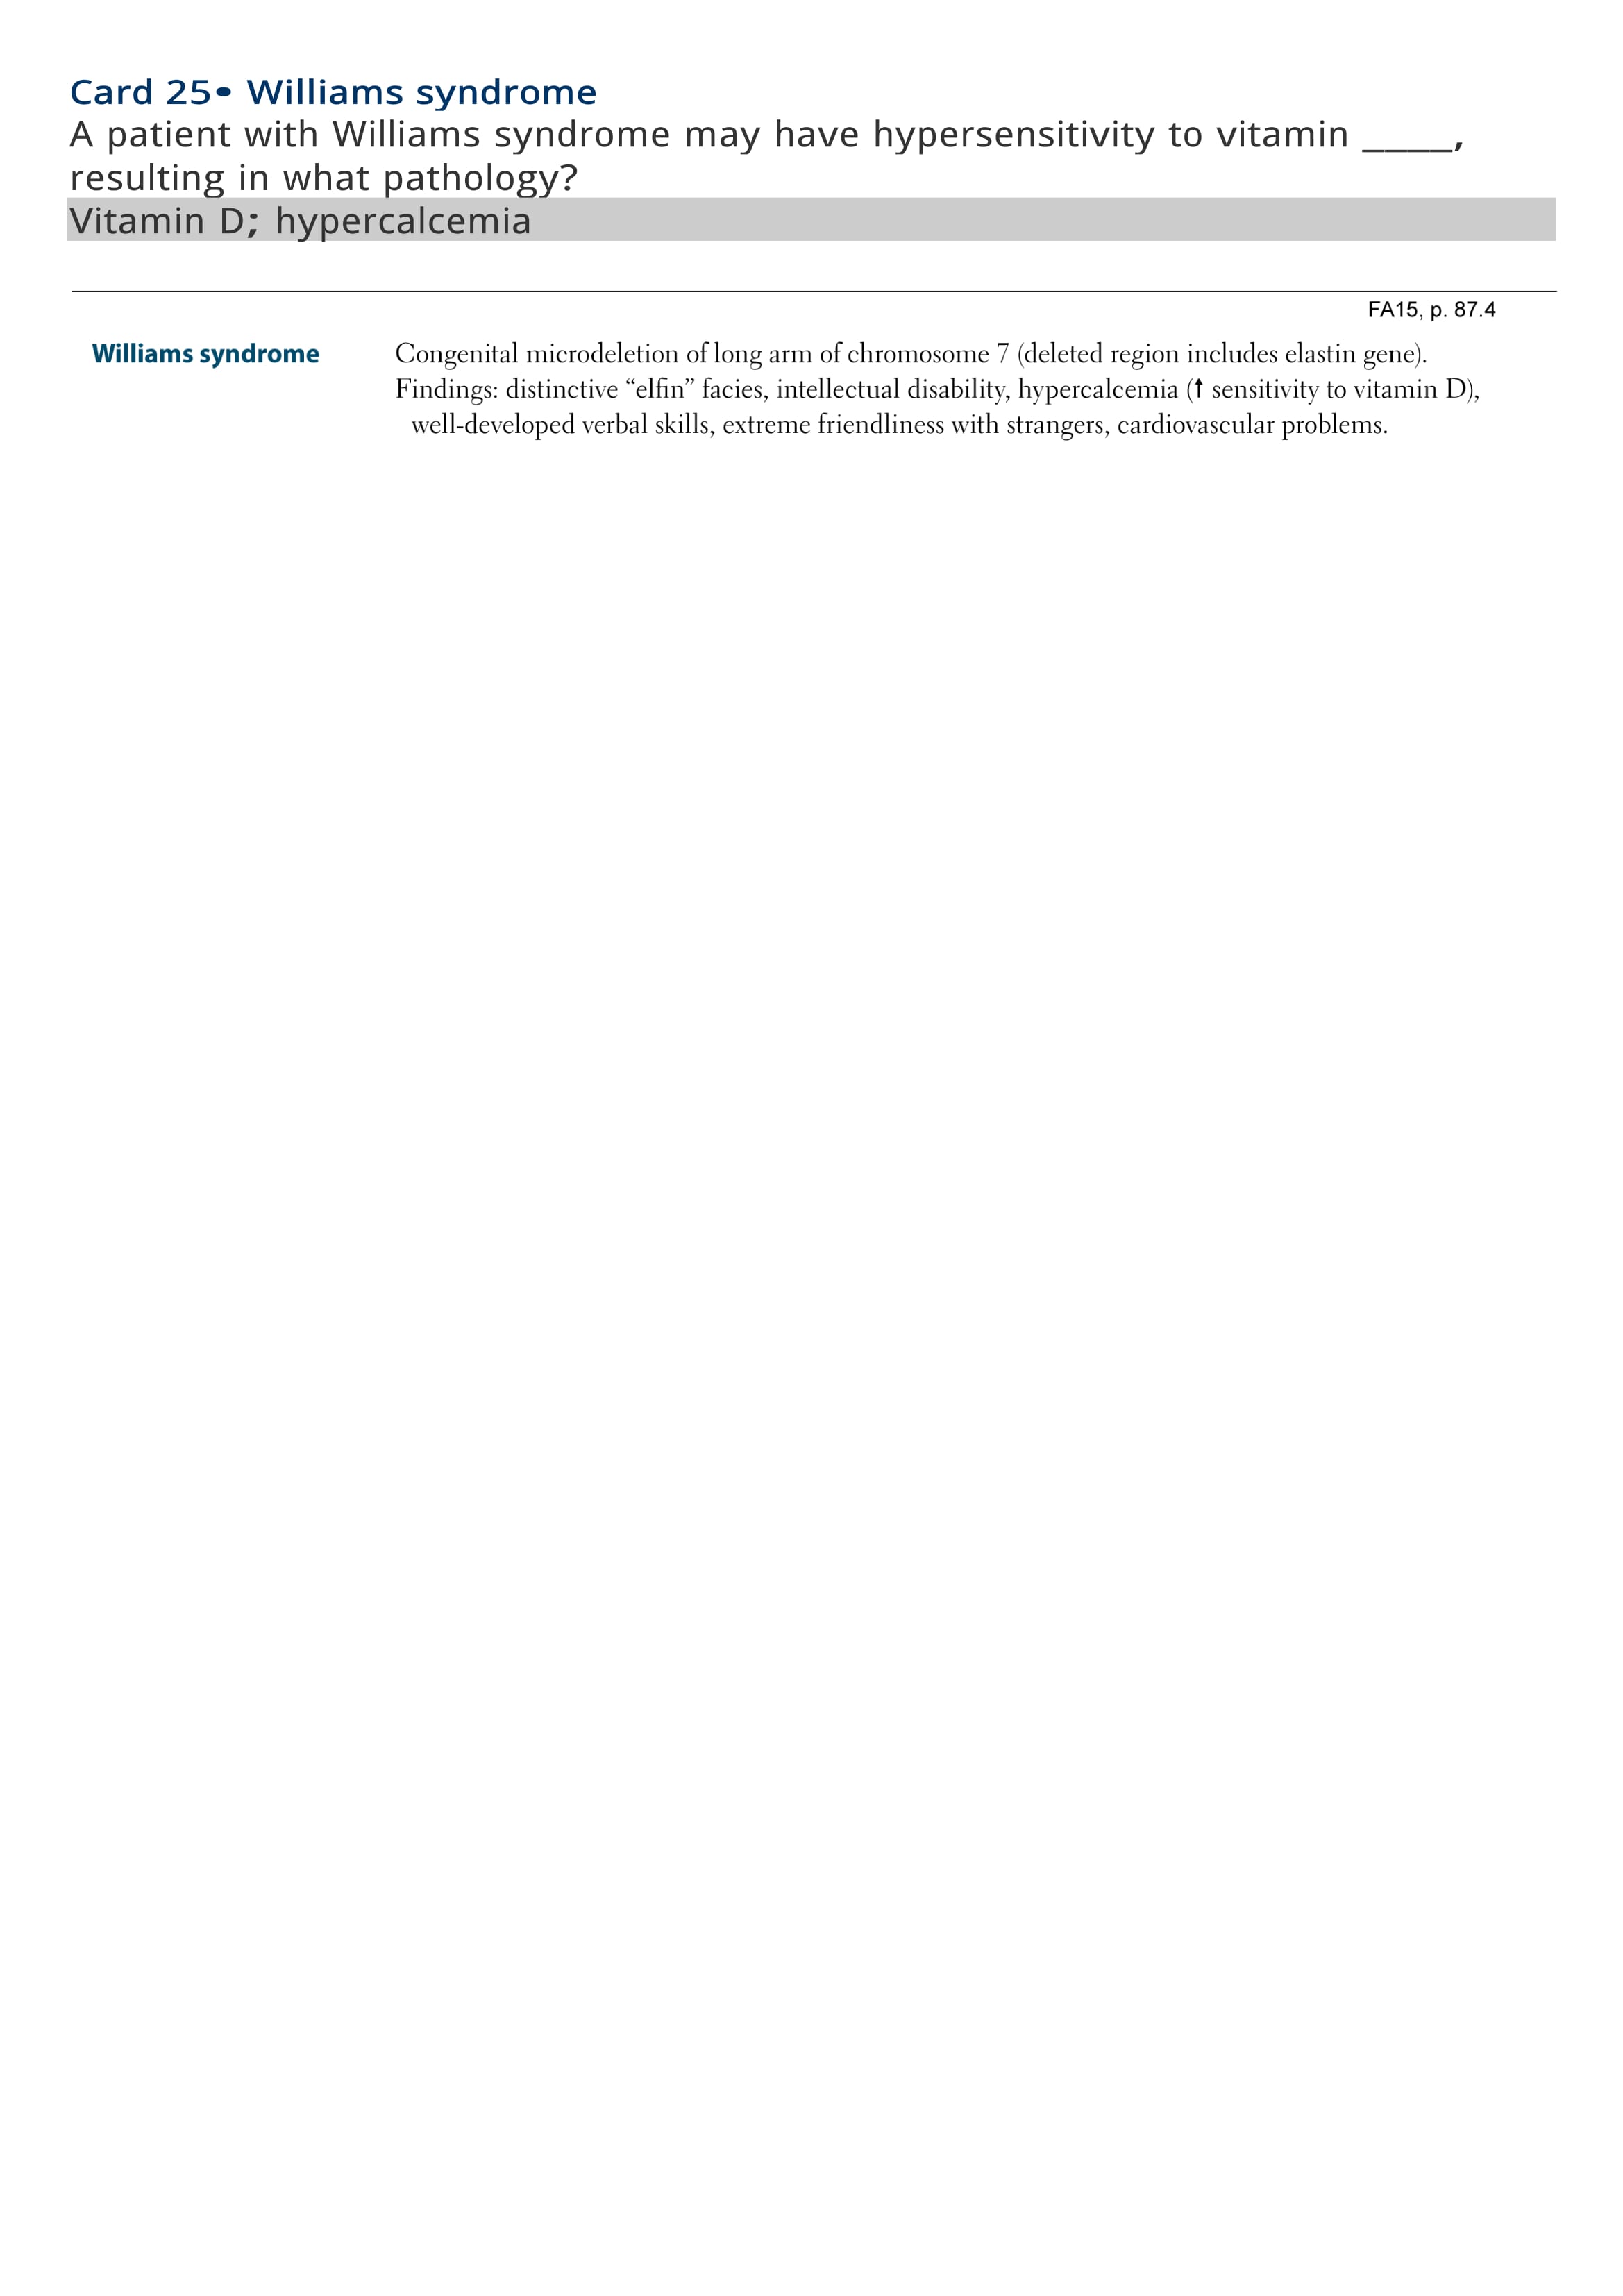 Card 25• Williams syndrome
A patient with Williams syndrome may have hypersensitivity to vitamin ____,
resulting in what pathology?
Vitamin D; hypercalcemia
FA15, p. 87.4
Williams syndrome
Congenital microdeletion of long arm of chromosome 7 (deleted region includes elastin gene).
Findings: distinctive “elfin” facies, intellectual disability, hypercalcemia (↑ sensitivity to vitamin D),
well-developed verbal skills, extreme friendliness with strangers, cardiovascular problems.